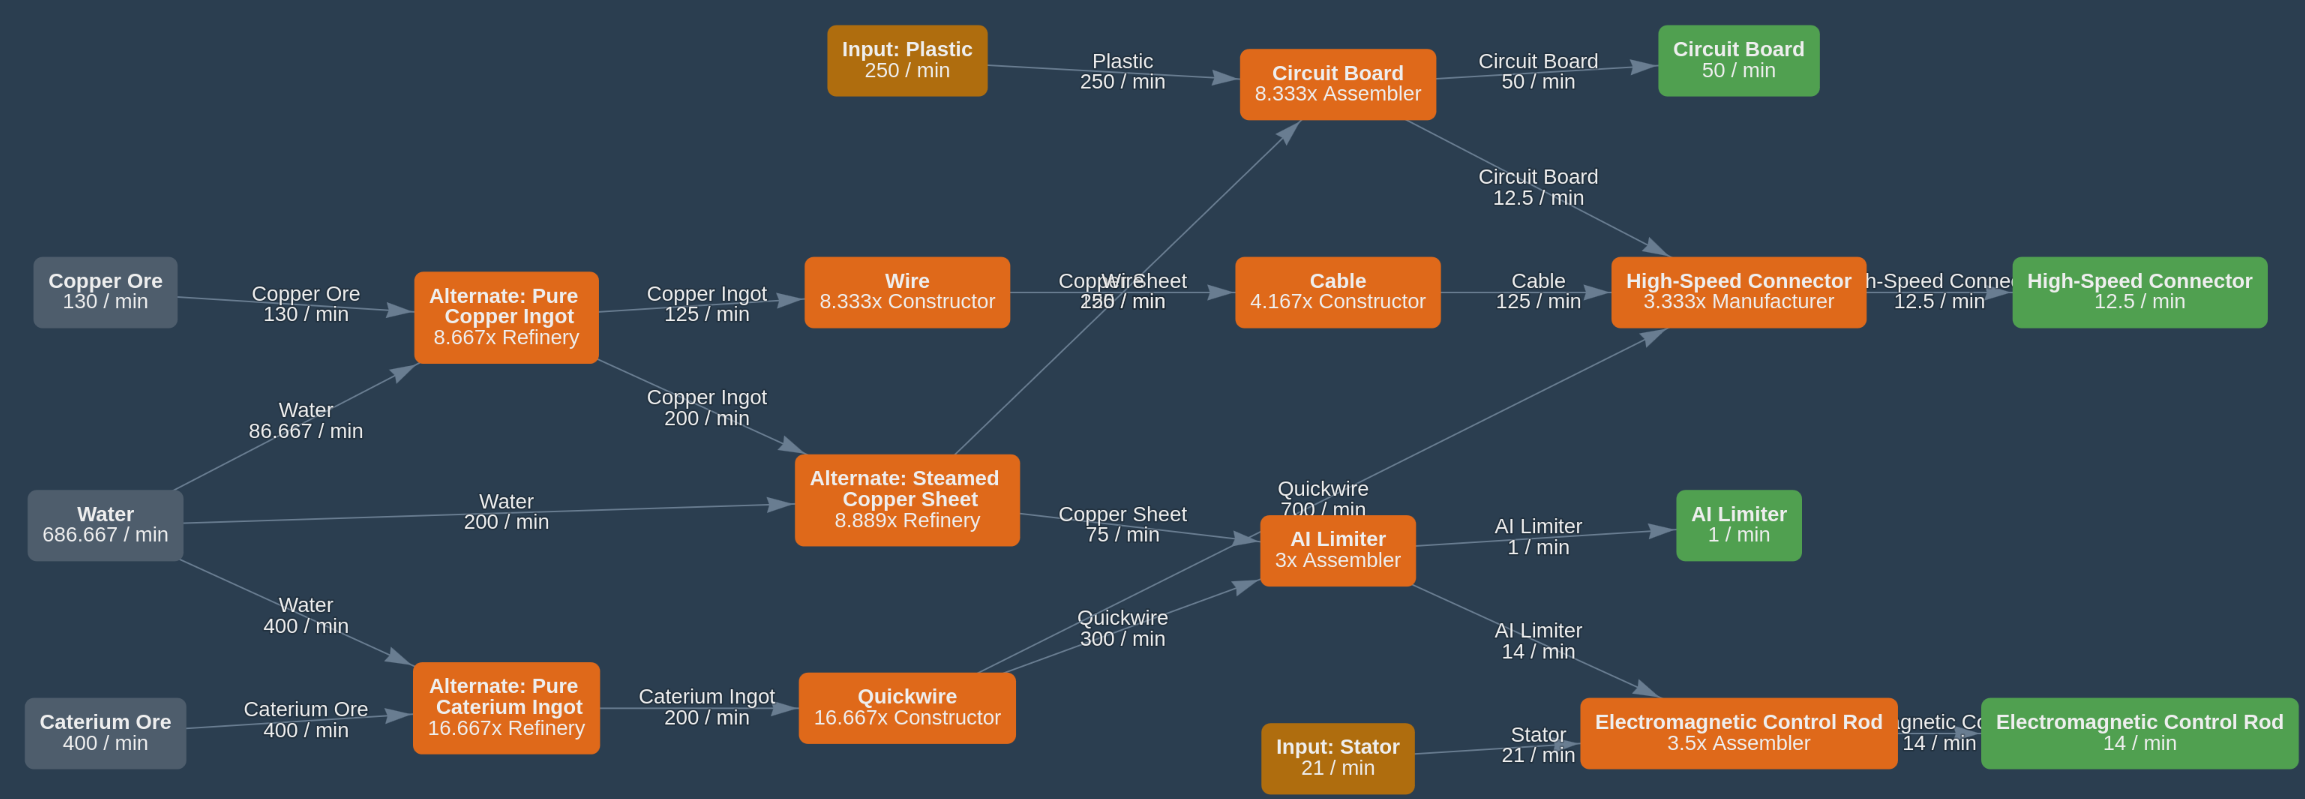 Input: Plastic
250 / min
Plastic
250 / min
Circuit Board
8.333x Assembler
Circuit Board
50 / min
Circuit Board
50 / min
Circuit Board
12.5 / min
Copper Ore
130 / min
Copper Ore
130 / min
Alternate: Pure
Copper Ingot
8.667x Refinery
Copper Ingot
125 / min
Wire
8.333x Constructor
Copper Sheet
Wire
250 / min
Cable
4.167x Constructor
Cable
125 / min
High-Speed Connector
3.333x Manufacturer
h-Speed Connec
12.5 / min
High-Speed Connector
12.5 / min
Water
86.667 / min
Copper Ingot
200 / min
Water
686.667 / min
Water
200 / min
Alternate: Steamed
Copper Sheet
8.889x Refinery
Copper Sheet
75 / min
Quickwire
700 / min
AI Limiter
3x Assembler
AI Limiter
1 / min
AI Limiter
1 / min
Water
400 / min
Quickwire
300 / min
AI Limiter
14 / min
Caterium Ore
400 / min
Caterium Ore
400 / min
Alternate: Pure
Caterium Ingot
16.667x Refinery
Caterium Ingot
200 / min
Quickwire
16.667x Constructor
Input: Stator
21 / min
Stator
21 / min
Electromagnetic Control Rod
3.5x Assembler
agnetic Co
14 / min
Electromagnetic Control Rod
14 / min